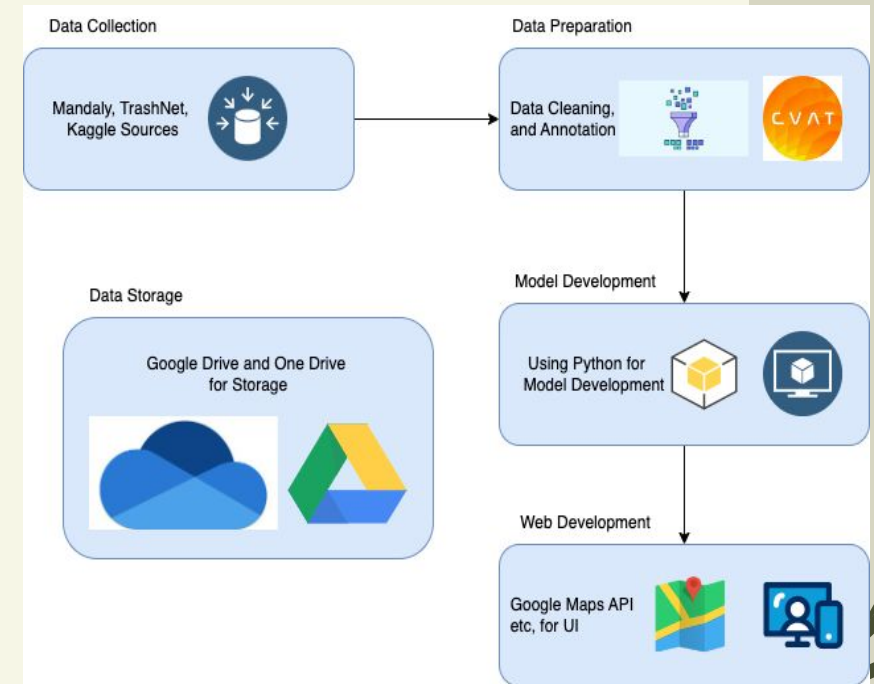 Data Collection
Mandaly, TrashNet,
Kaggle Sources
Data Preparation
Data Cleaning,
and Annotation
CVAT
Data Storage
Google Drive and One Drive
for Storage
Model Development
Using Python for
Model Development
Web Development
Google Maps API
etc, for UI